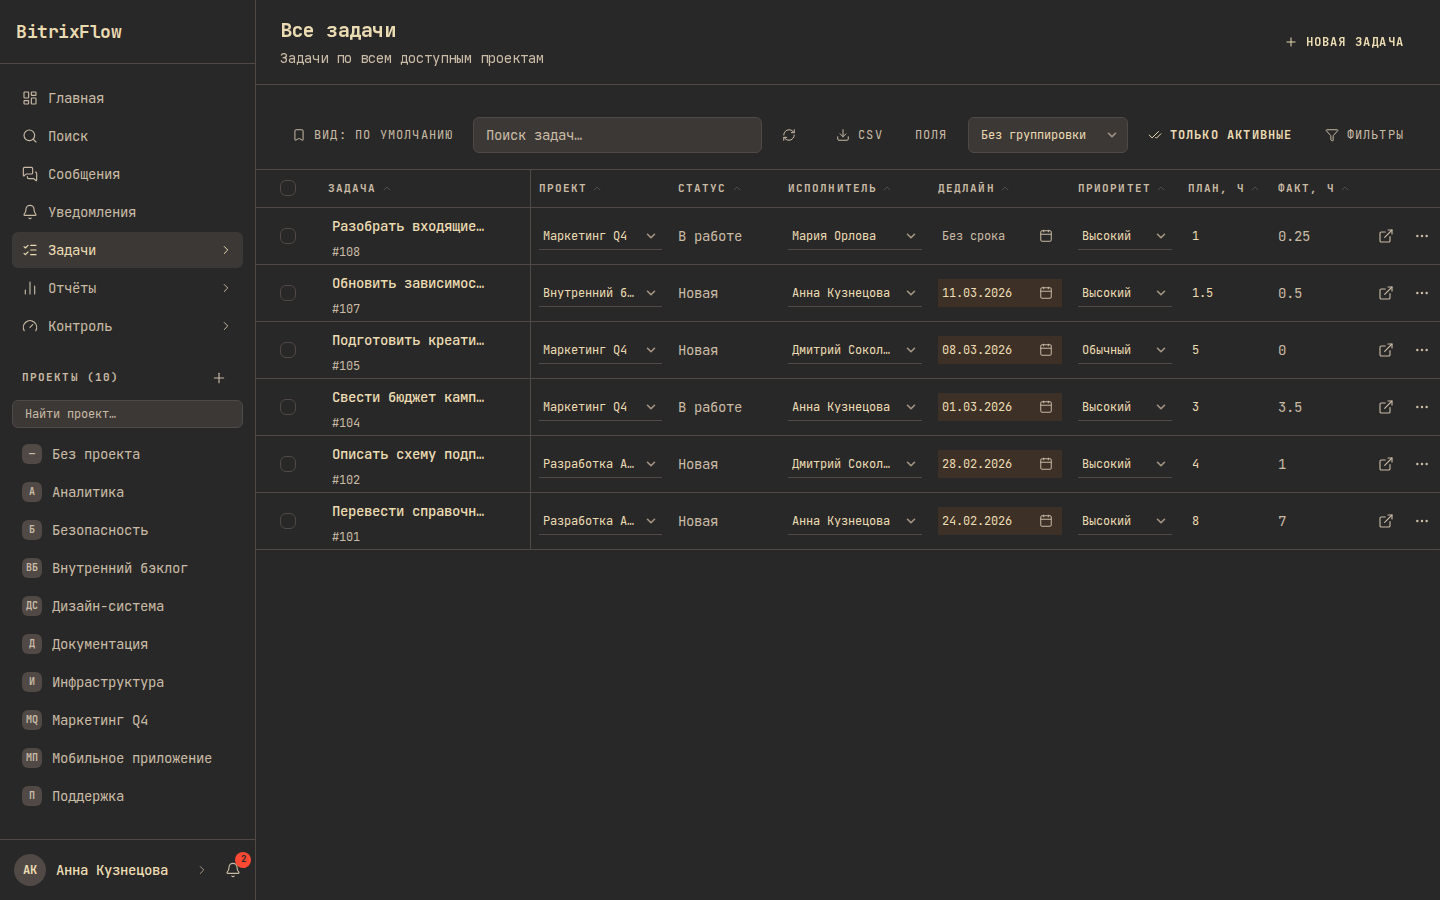 BitrixFlow
Главная
Поиск
Сообщения
Уведомления
Задачи
Отчёты
Контроль
ПРОЕКТЫ (10)
Найти проект…
— Без проекта
А Аналитика
Б Безопасность
ВБ Внутренний бэклог
ДС Дизайн-система
Д Документация
И Инфраструктура
MQ Маркетинг Q4
МП Мобильное приложение
П Поддержка
АК Анна Кузнецова 2
Все задачи
Задачи по всем доступным проектам
НОВАЯ ЗАДАЧА
ВИД: ПО УМОЛЧАНИЮ Поиск задач… CSV ПОЛЯ Без группировки ТОЛЬКО АКТИВНЫЕ ФИЛЬТРЫ
ЗАДАЧА ПРОЕКТ СТАТУС ИСПОЛНИТЕЛЬ ДЕДЛАЙН ПРИОРИТЕТ ПЛАН, Ч ФАКТ, Ч
Разобрать входящие…
#108 Маркетинг Q4 В работе Мария Орлова Без срока Высокий 1 0.25
Обновить зависимос…
#107 Внутренний б… Новая Анна Кузнецова 11.03.2026 Высокий 1.5 0.5
Подготовить креати…
#105 Маркетинг Q4 Новая Дмитрий Сокол… 08.03.2026 Обычный 5 0
Свести бюджет камп…
#104 Маркетинг Q4 В работе Анна Кузнецова 01.03.2026 Высокий 3 3.5
Описать схему подп…
#102 Разработка A… Новая Дмитрий Сокол… 28.02.2026 Высокий 4 1
Перевести справочн…
#101 Разработка A… Новая Анна Кузнецова 24.02.2026 Высокий 8 7